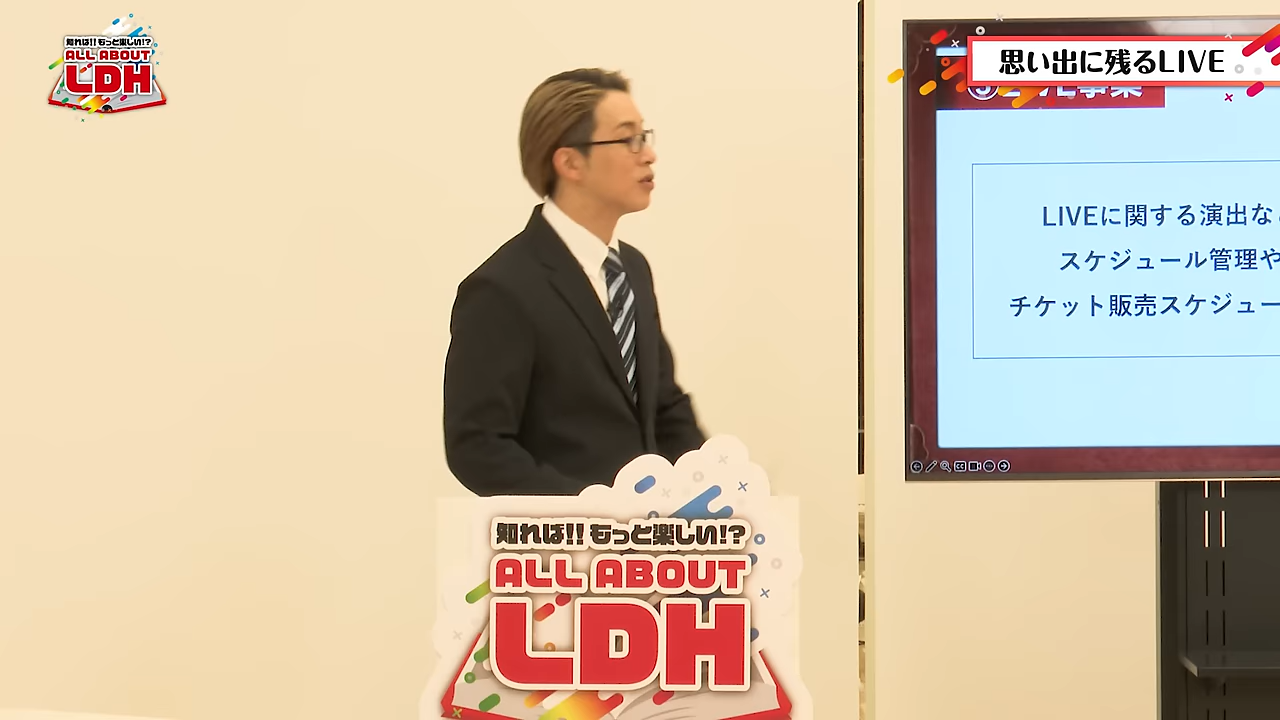 知れば!! もっと楽しい!?
ALL ABOUT
LDH
思い出に残るLIVE
LIVEに関する演出な
スケジュール管理や
チケット販売スケジュー
知れば!! もっと楽しい!?
ALL ABOUT
LDH